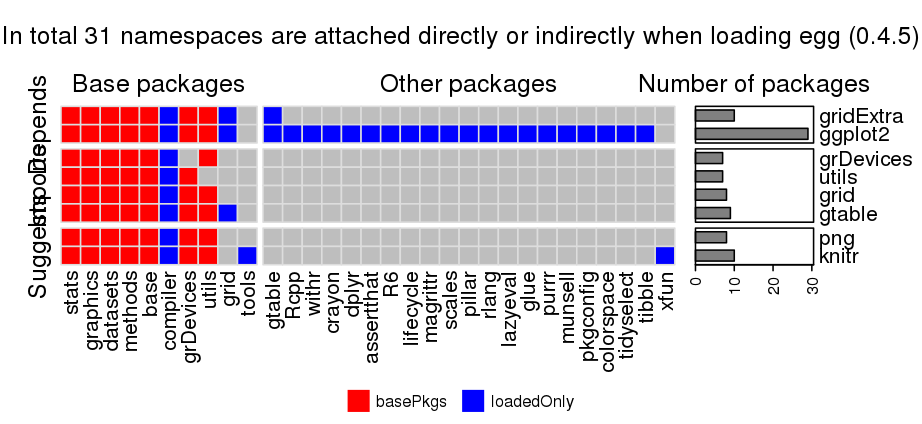 In total 31 namespaces are attached directly or indirectly when loading egg (0.4.5)
Base packages
Other packages
Number of packages
Depends
Imports
Suggests
gridExtra
ggplot2
grDevices
utils
grid
gtable
png
knitr
0
10
20
30
stats
graphics
datasets
methods
base
compiler
grDevices
utils
grid
tools
gtable
Rcpp
withr
crayon
dplyr
assertthat
R6
lifecycle
magrittr
scales
pillar
rlang
lazyeval
glue
purrr
munsell
pkgconfig
colorspace
tidyselect
tibble
xfun
basePkgs
loadedOnly